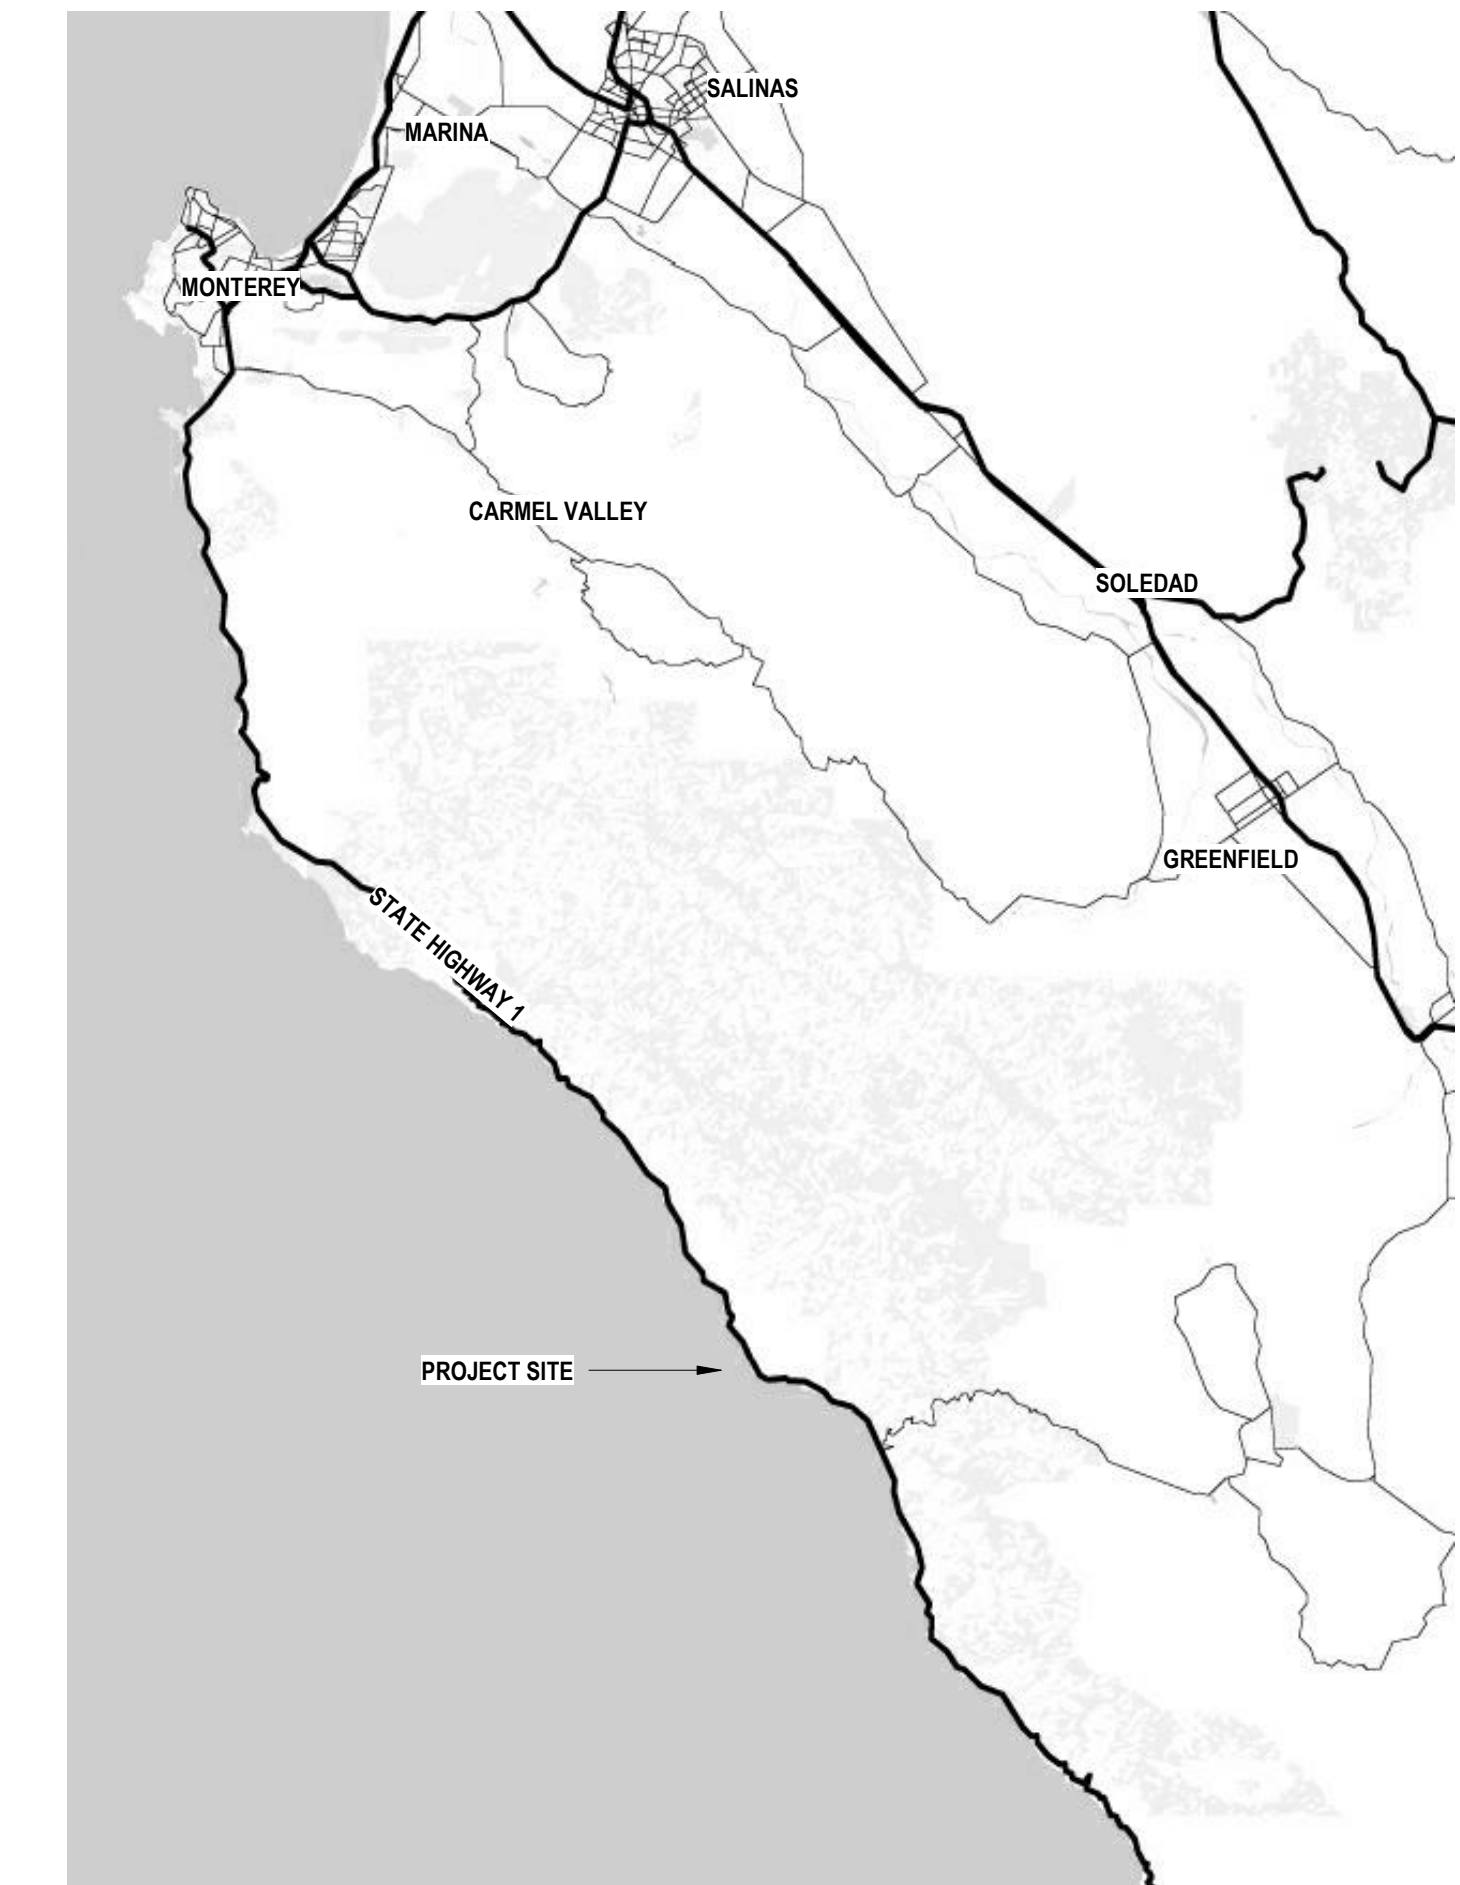 SALINAS
MARINA
MONTEREY
CARMEL VALLEY
SOLEDAD
GREENFIELD
STATE HIGHWAY 1
PROJECT SITE